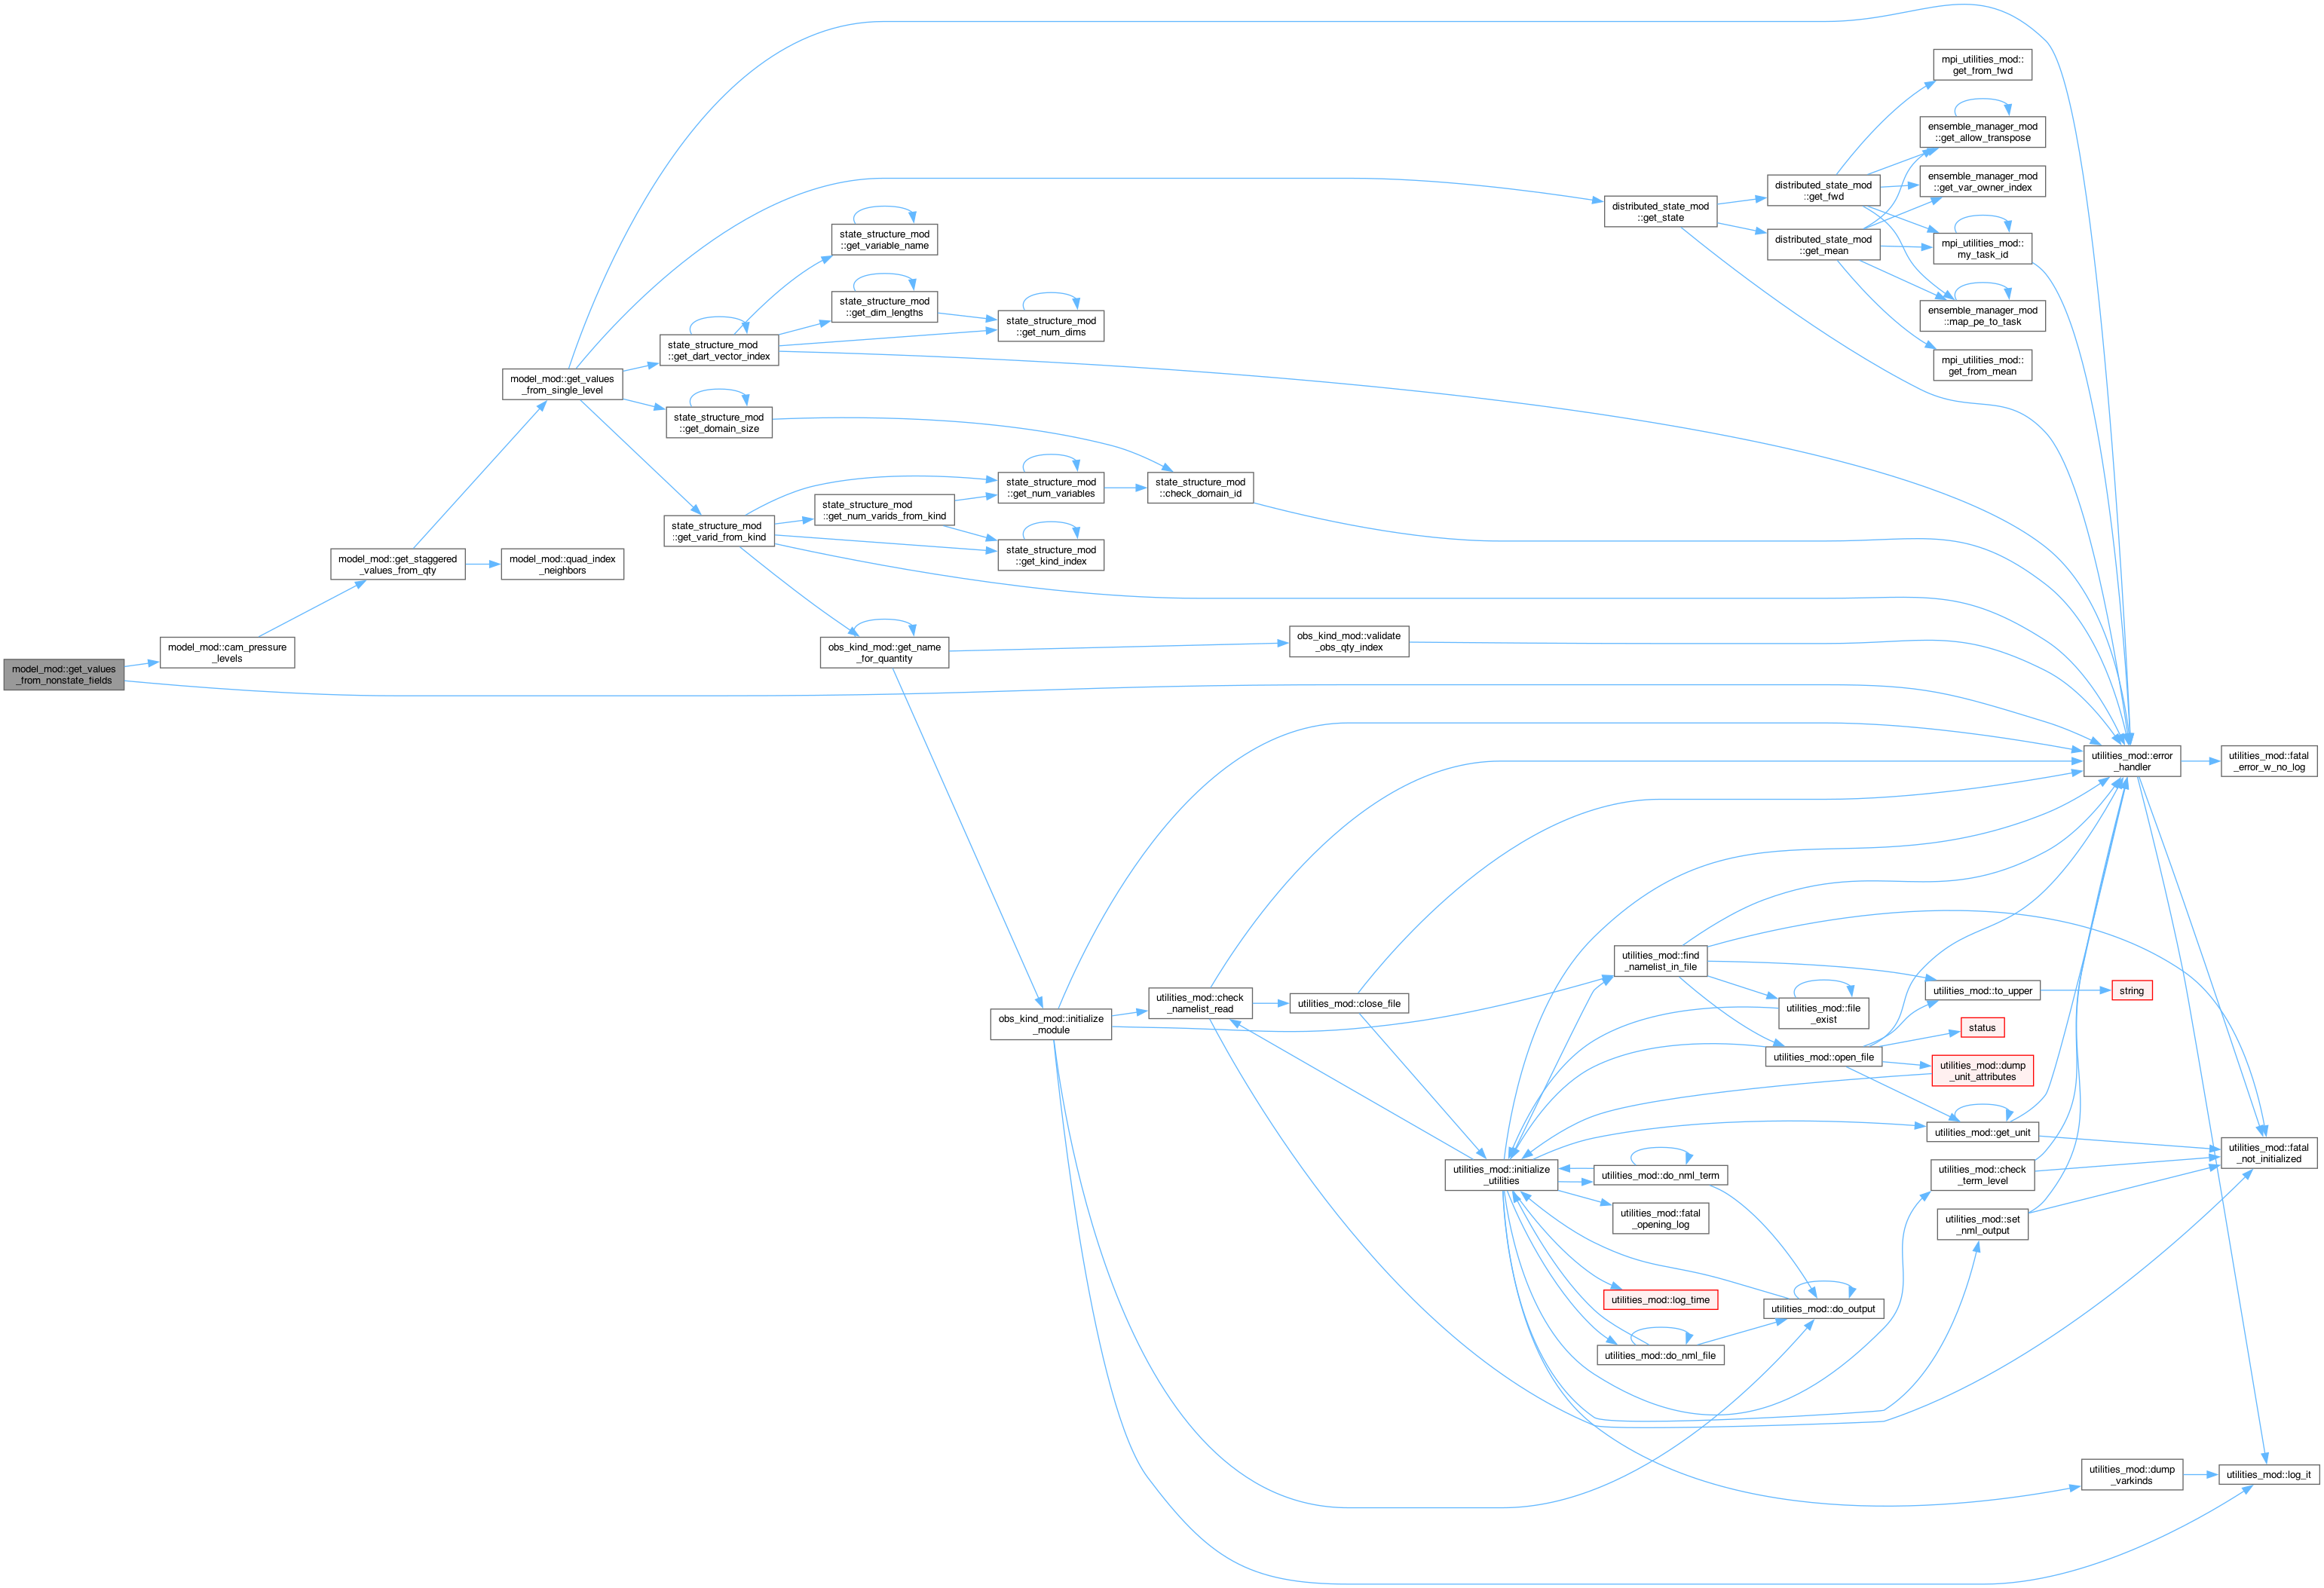 model_mod::get_values
_from_nonstate_fields
model_mod::cam_pressure
_levels
model_mod::get_staggered
_values_from_qty
model_mod::get_values
_from_single_level
model_mod::quad_index
_neighbors
state_structure_mod
::get_dart_vector_index
state_structure_mod
::get_domain_size
state_structure_mod
::get_varid_from_kind
state_structure_mod
::get_variable_name
state_structure_mod
::get_dim_lengths
state_structure_mod
::get_num_varids_from_kind
obs_kind_mod::get_name
_for_quantity
state_structure_mod
::get_num_dims
state_structure_mod
::get_num_variables
state_structure_mod
::get_kind_index
obs_kind_mod::initialize
_module
state_structure_mod
::check_domain_id
utilities_mod::check
_namelist_read
obs_kind_mod::validate
_obs_qty_index
utilities_mod::close_file
utilities_mod::initialize
_utilities
distributed_state_mod
::get_state
utilities_mod::find
_namelist_in_file
utilities_mod::do_nml_term
utilities_mod::fatal
_opening_log
utilities_mod::log_time
utilities_mod::do_nml_file
distributed_state_mod
::get_fwd
distributed_state_mod
::get_mean
utilities_mod::file
_exist
utilities_mod::open_file
utilities_mod::do_output
mpi_utilities_mod::
get_from_fwd
ensemble_manager_mod
::get_allow_transpose
ensemble_manager_mod
::get_var_owner_index
mpi_utilities_mod::
my_task_id
ensemble_manager_mod
::map_pe_to_task
mpi_utilities_mod::
get_from_mean
utilities_mod::to_upper
status
utilities_mod::dump
_unit_attributes
utilities_mod::get_unit
utilities_mod::check
_term_level
utilities_mod::set
_nml_output
utilities_mod::error
_handler
string
utilities_mod::dump
_varkinds
utilities_mod::fatal
_error_w_no_log
utilities_mod::fatal
_not_initialized
utilities_mod::log_it